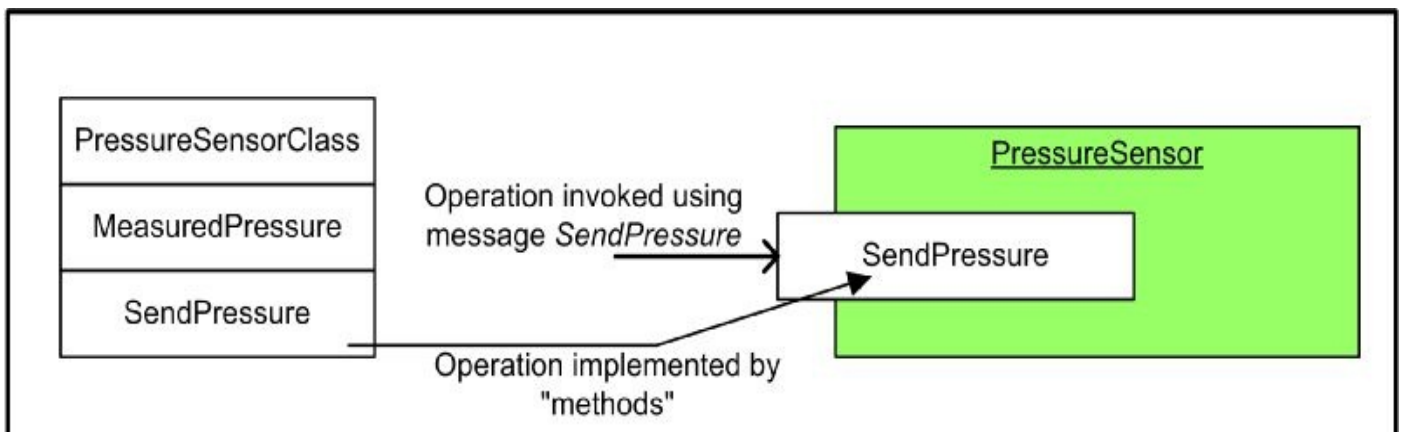 PressureSensorClass
MeasuredPressure
SendPressure
Operation invoked using
message SendPressure
Operation implemented by
"methods"
PressureSensor
SendPressure